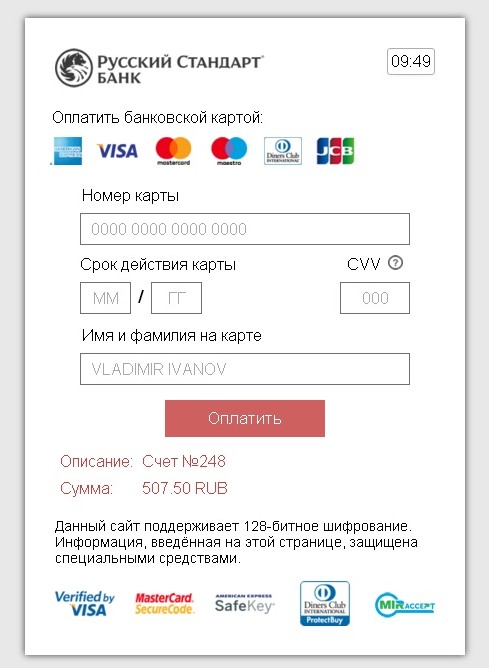 РУССКИЙ СТАНДАРТ
БАНК
09:49
Оплатить банковской картой:
AMERICAN EXPRESS
VISA
mastercard
maestro
Diners Club
INTERNATIONAL
JCB
Номер карты
0000 0000 0000 0000
Срок действия карты
CVV ?
ММ / ГГ
000
Имя и фамилия на карте
VLADIMIR IVANOV
Оплатить
Описание: Счет №248
Сумма: 507.50 RUB
Данный сайт поддерживает 128-битное шифрование.
Информация, введённая на этой странице, защищена
специальными средствами.
Verified by
VISA
MasterCard.
SecureCode.
AMERICAN EXPRESS
SafeKey
Diners Club
INTERNATIONAL
ProtectBuy
MIRACCEPT